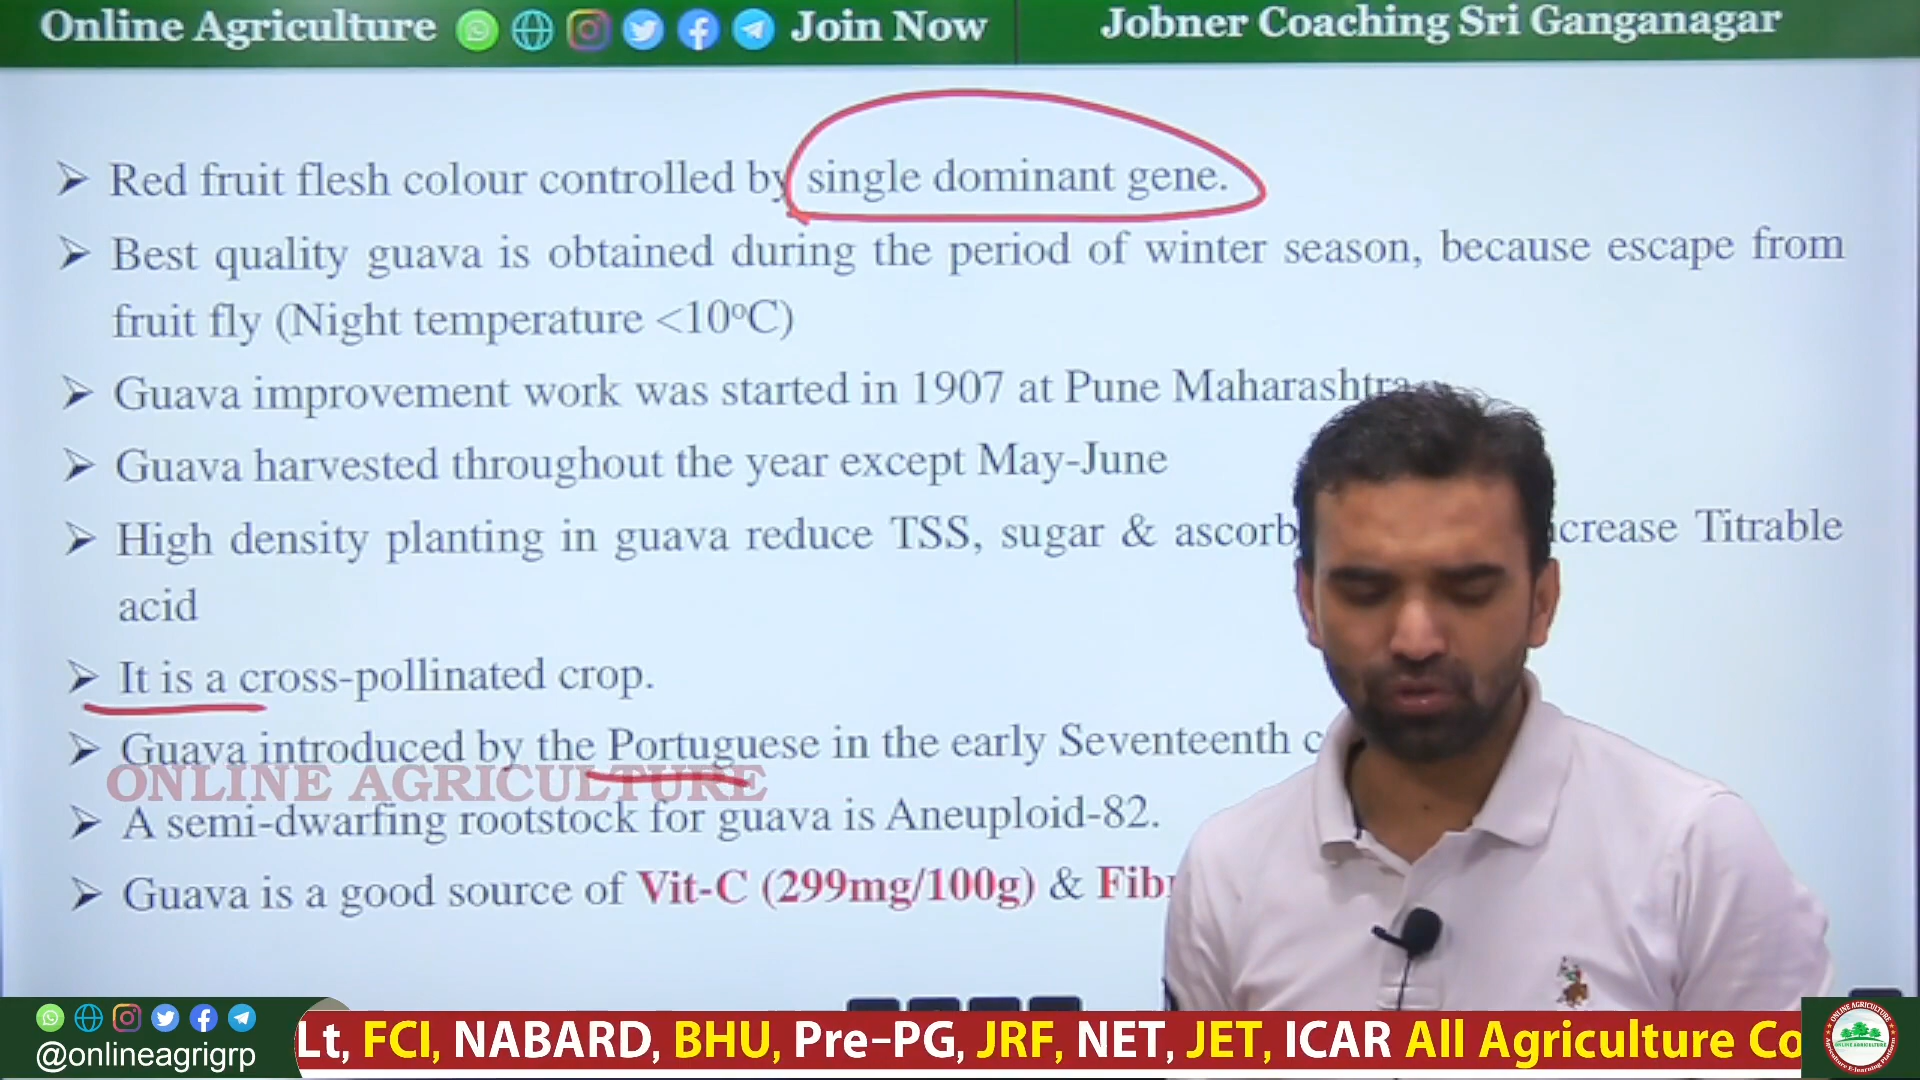 Online Agriculture Join Now Jobner Coaching Sri Ganganagar
Red fruit flesh colour controlled by single dominant gene.
Best quality guava is obtained during the period of winter season, because escape from
fruit fly (Night temperature <10°C)
Guava improvement work was started in 1907 at Pune Maharashtra
Guava harvested throughout the year except May-June
High density planting in guava reduce TSS, sugar & Titrable
acid
It is a cross-pollinated crop.
Guava introduced by the Portuguese in the early Seventeenth
ONLINE AGRICULTURE
A semi-dwarfing rootstock for guava is Aneuploid-82.
Guava is a good source of Vit-C (299mg/100g) &
@onlineagrigrp
Lt, FCI, NABARD, BHU, Pre-PG, JRF, NET, JET, ICAR All Agriculture Co
ONLINE AGRICULTURE